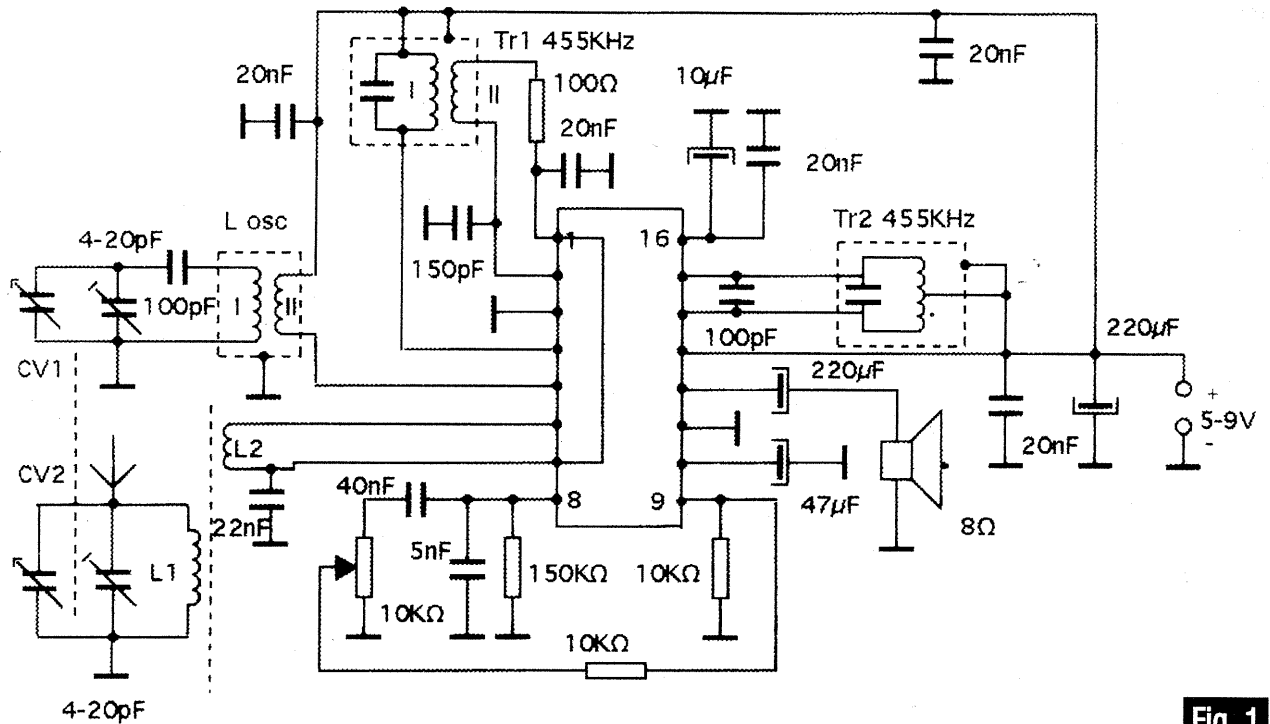 Tr1 455KHz
20nF
20nF
I
II
100Ω
10µF
20nF
20nF
Tr2 455KHz
L osc
4-20pF
1
16
150pF
100pF
I
II
100pF
220µF
CV1
220µF
+
5-9V
-
20nF
L2
CV2
40nF
8
9
47µF
22nF
8Ω
5nF
L1
150KΩ
10KΩ
10KΩ
10KΩ
4-20pF
Fig. 1